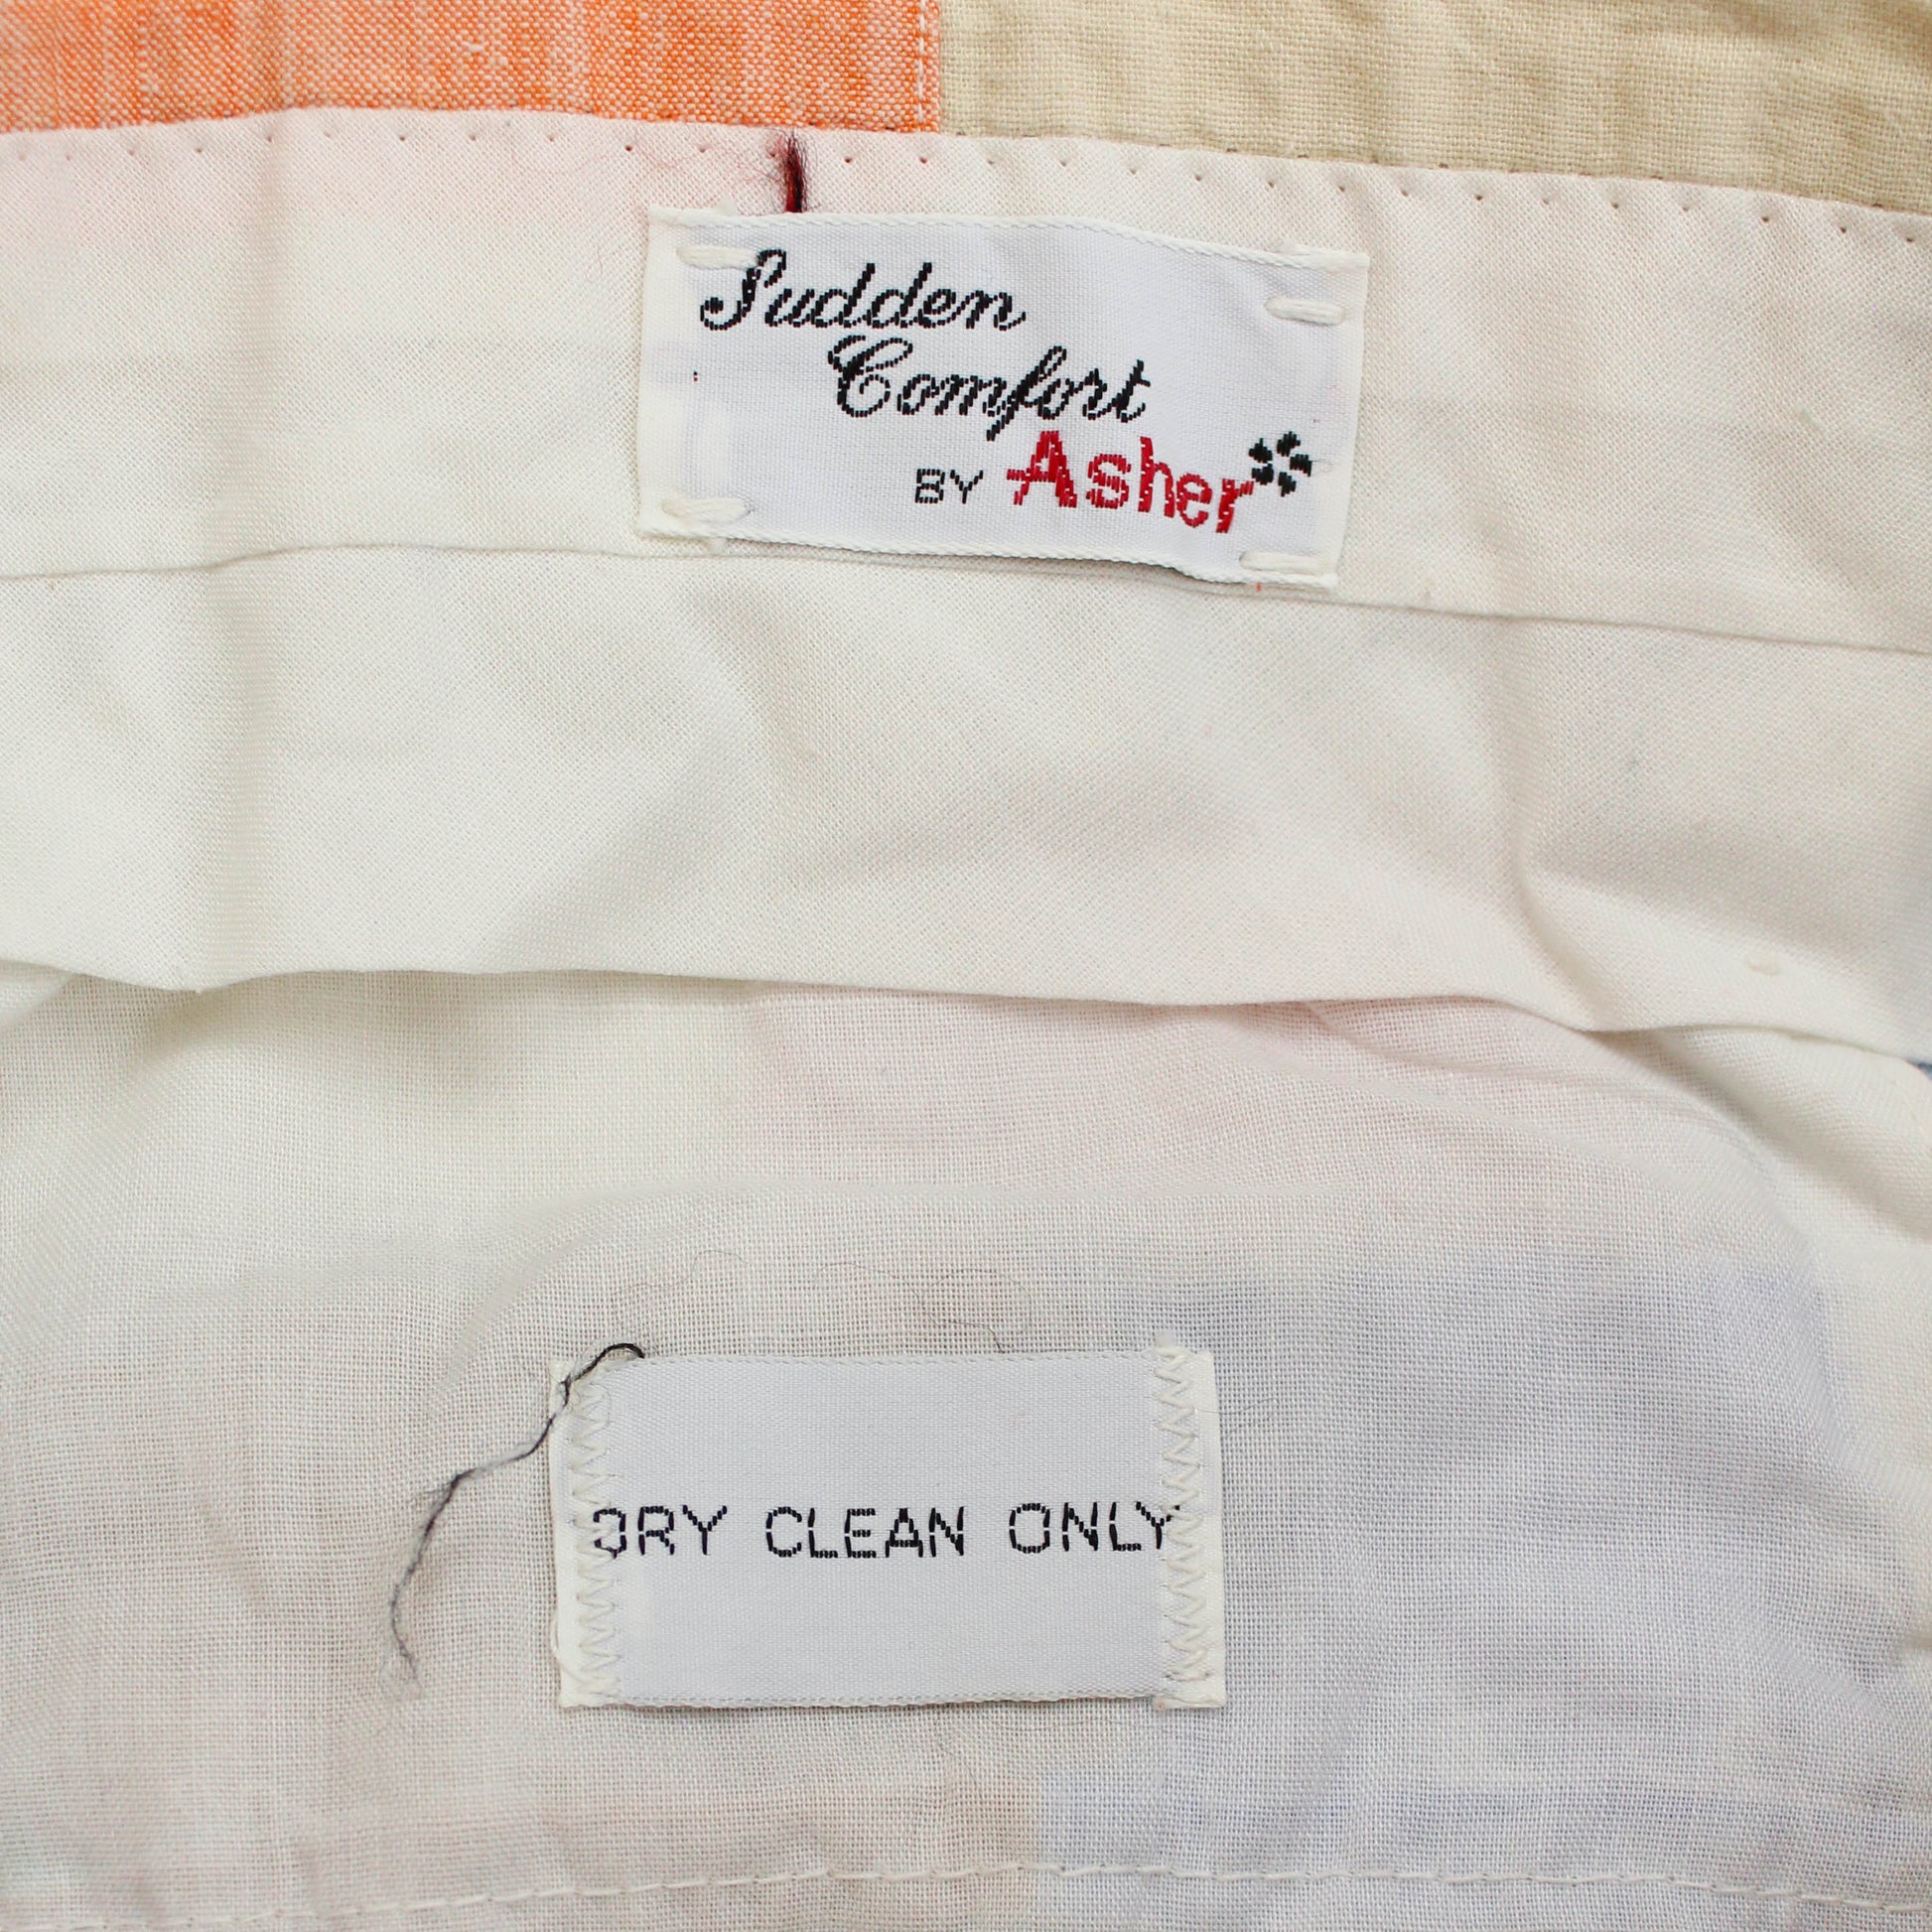 Sudden
Comfort
BY Asher
DRY CLEAN ONLY